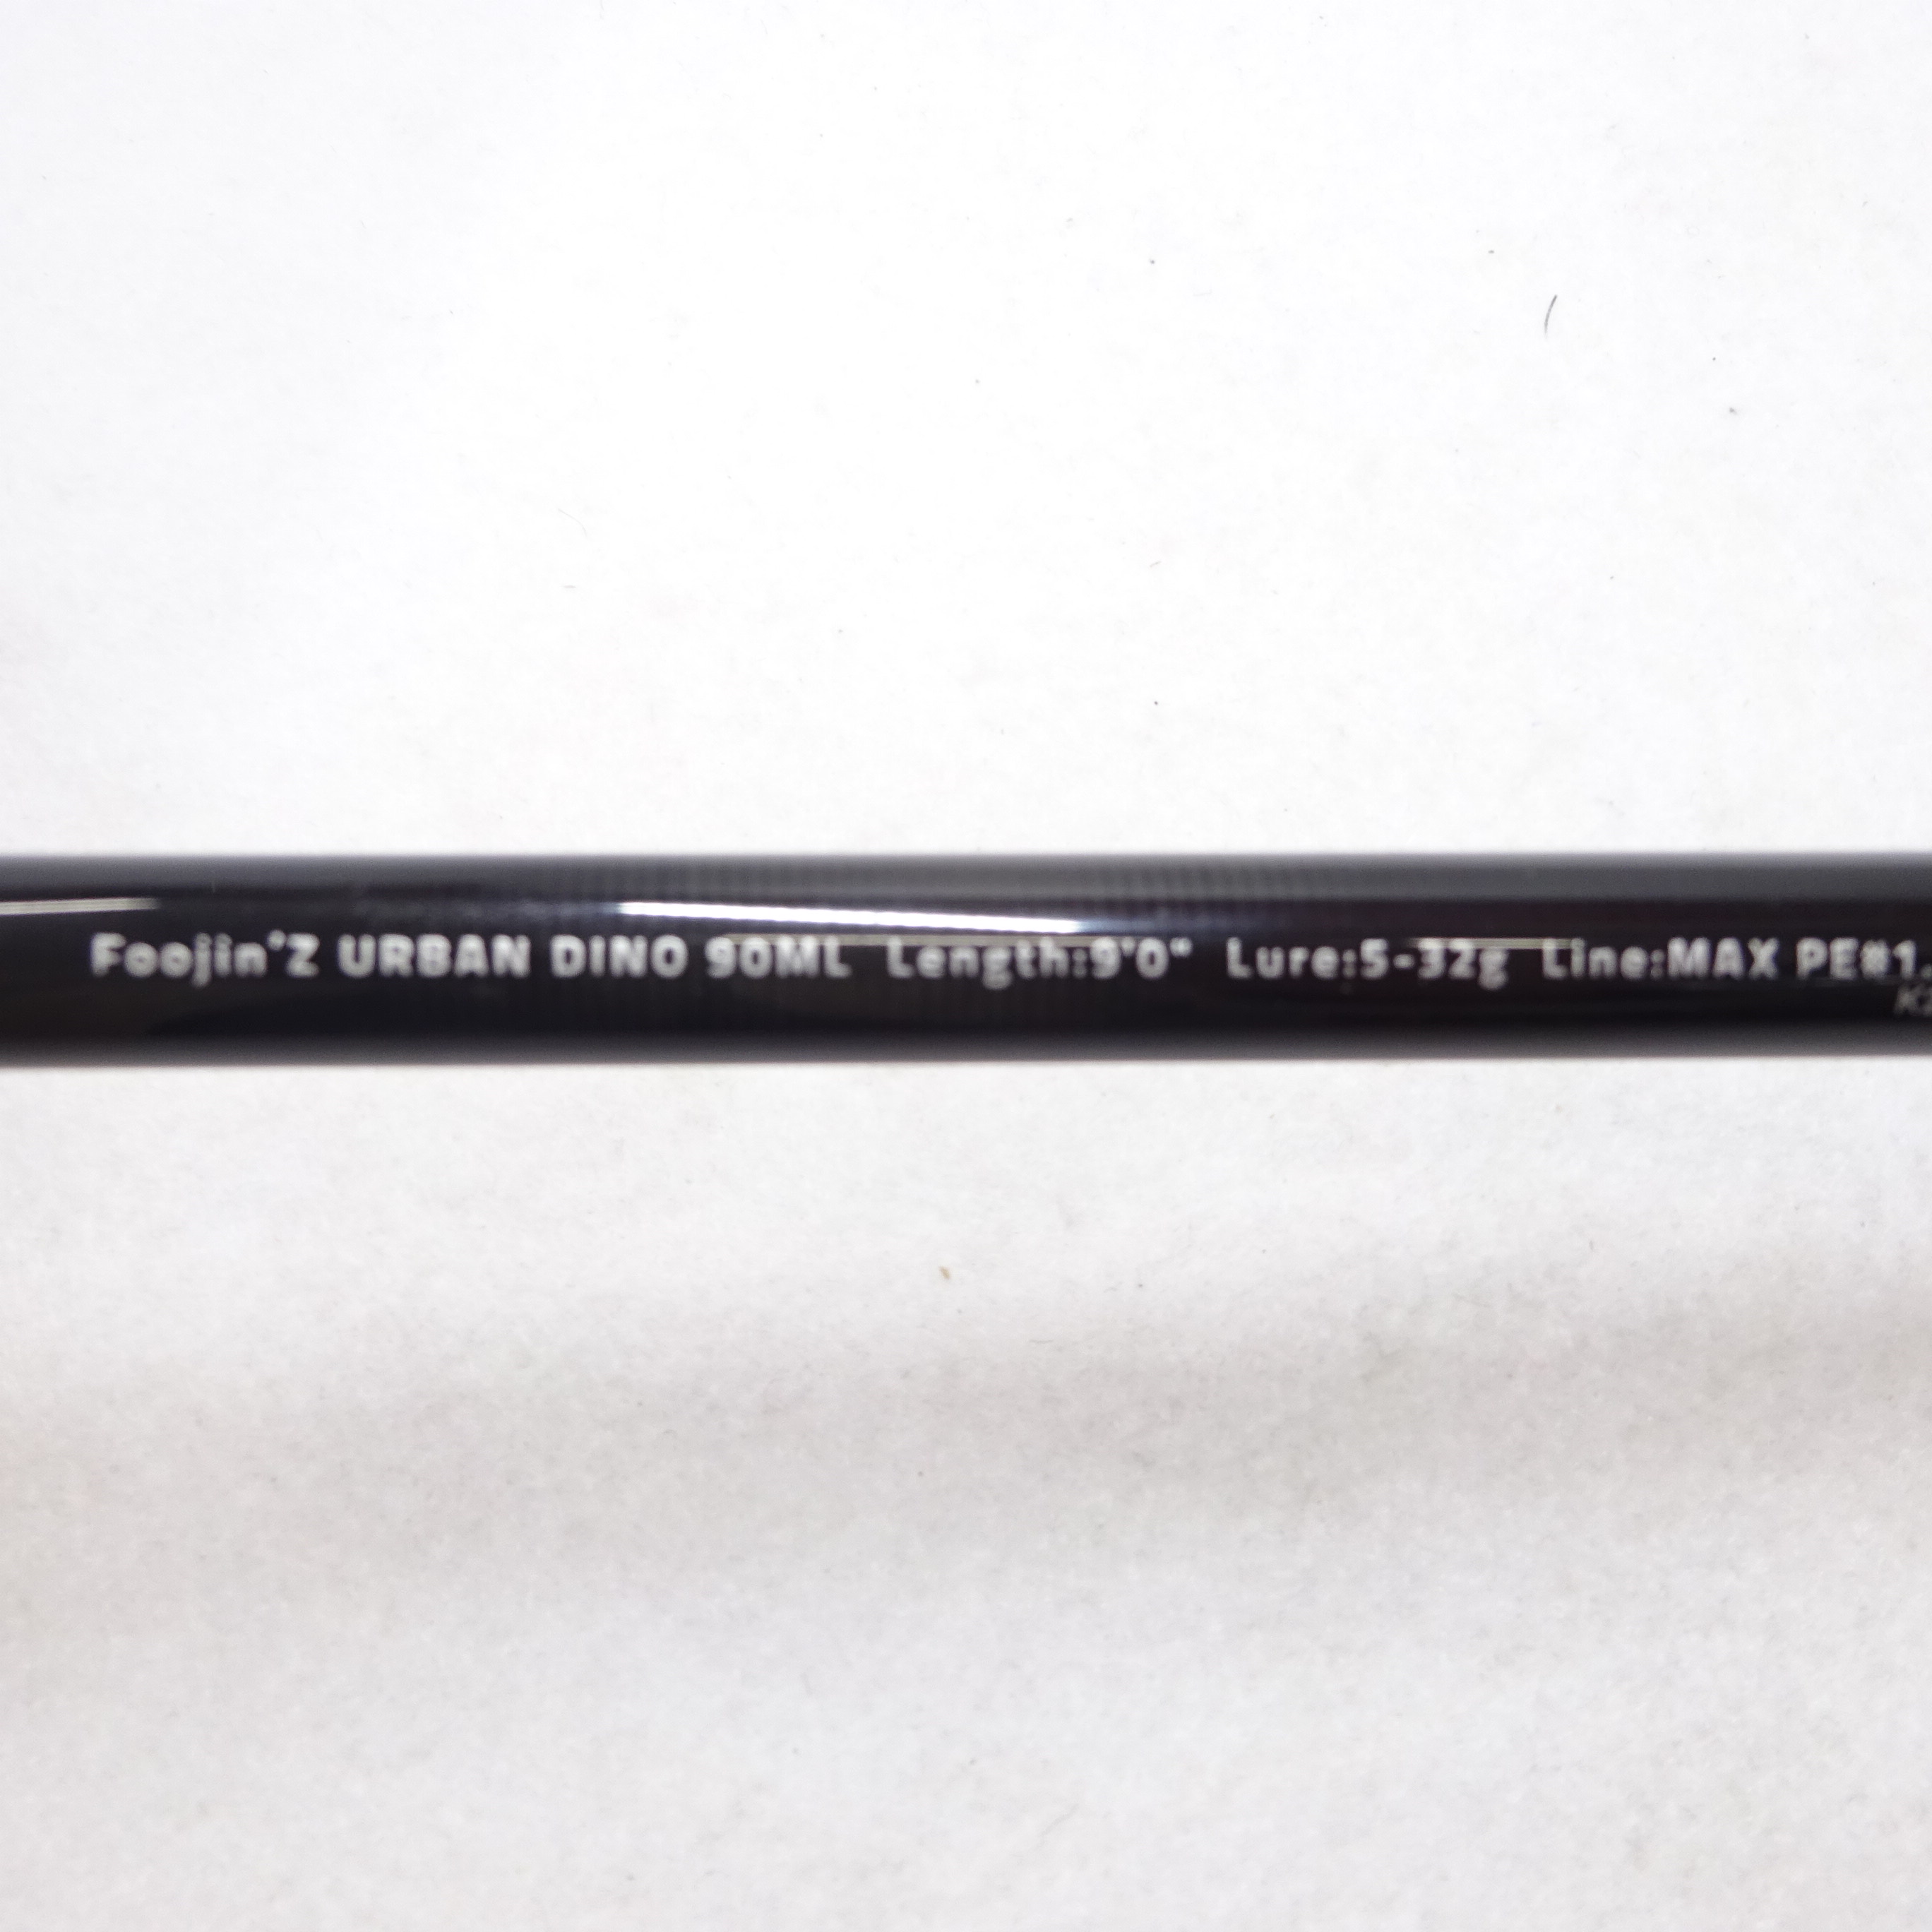 Foojin'Z URBAN DINO 90ML Length:9'0" Lure:5-32g Line:MAX PE#1.